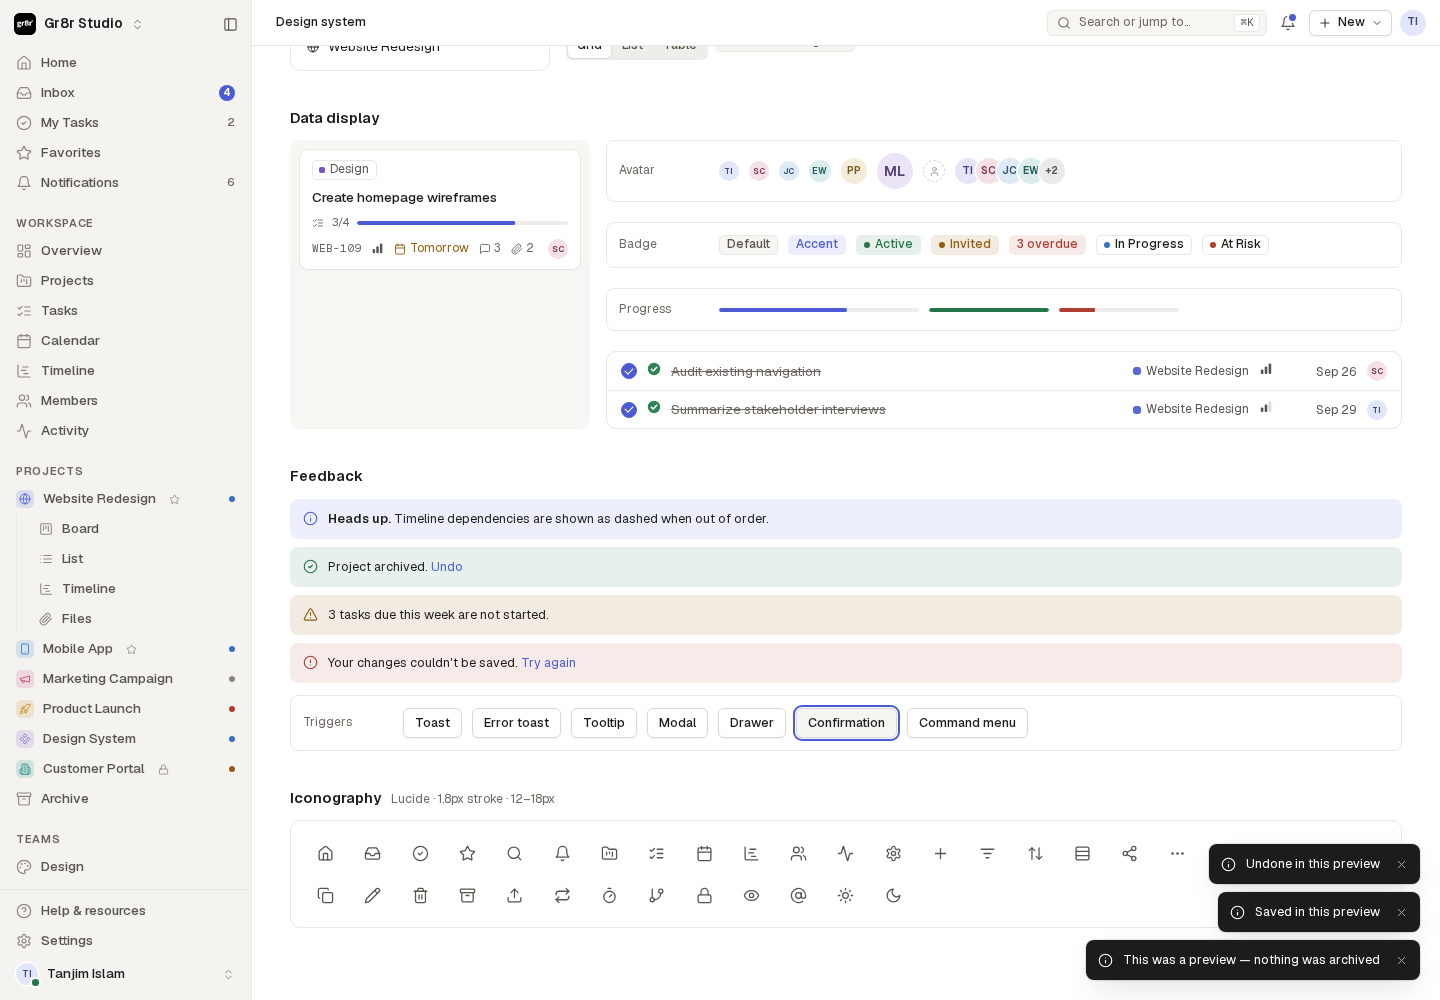 gr8r Gr8r Studio
Home
Inbox 4
My Tasks 2
Favorites
Notifications 6
WORKSPACE
Overview
Projects
Tasks
Calendar
Timeline
Members
Activity
PROJECTS
Website Redesign
Board
List
Timeline
Files
Mobile App
Marketing Campaign
Product Launch
Design System
Customer Portal
Archive
TEAMS
Design
Help & resources
Settings
TI Tanjim Islam
Design system
Search or jump to... ⌘K
New
TI
Website Redesign
Grid List Table
Data display
Design
Create homepage wireframes
3/4
WEB-109 Tomorrow 3 2 SC
Avatar TI SC JC EW PP ML TI SC JC EW +2
Badge Default Accent Active Invited 3 overdue In Progress At Risk
Progress
Audit existing navigation Website Redesign Sep 26 SC
Summarize stakeholder interviews Website Redesign Sep 29 TI
Feedback
Heads up. Timeline dependencies are shown as dashed when out of order.
Project archived. Undo
3 tasks due this week are not started.
Your changes couldn't be saved. Try again
Triggers Toast Error toast Tooltip Modal Drawer Confirmation Command menu
Iconography Lucide · 1.8px stroke · 12–18px
Undone in this preview
Saved in this preview
This was a preview — nothing was archived